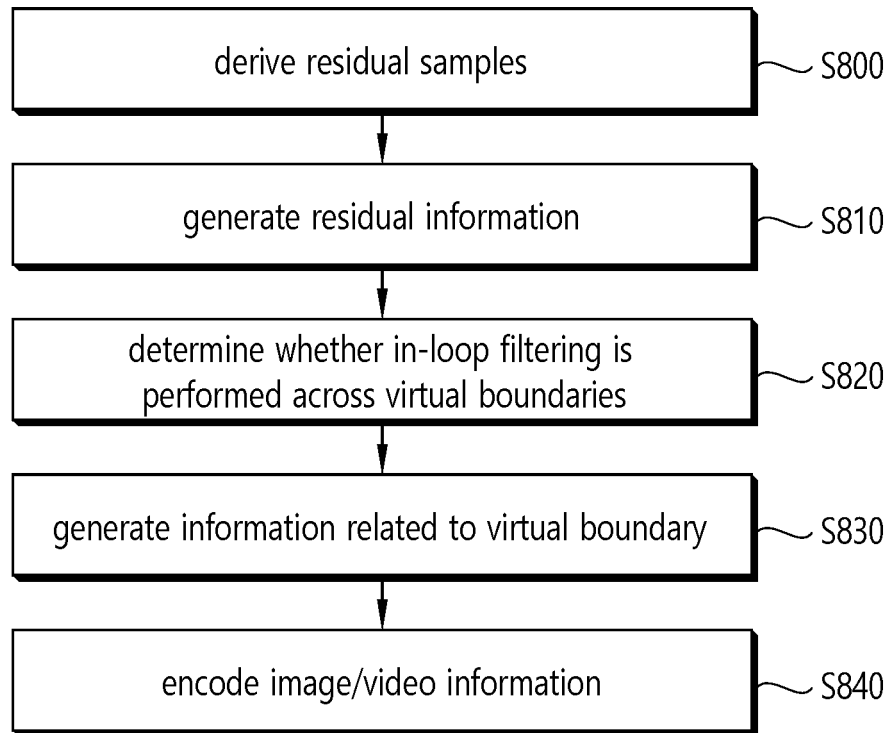 derive residual samples
S800
generate residual information
S810
determine whether in-loop filtering is
performed across virtual boundaries
S820
generate information related to virtual boundary
S830
encode image/video information
S840